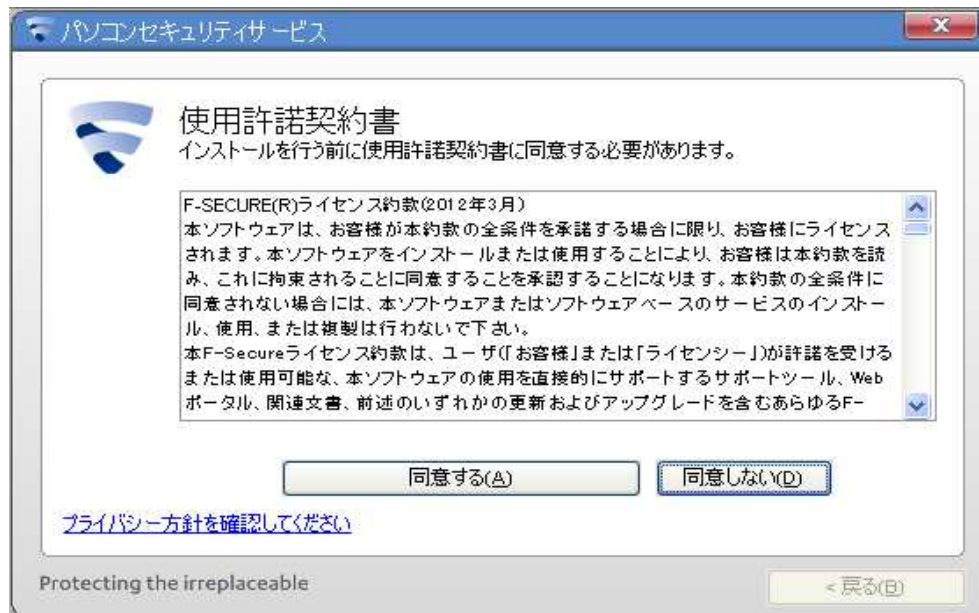 パソコンセキュリティサービス
使用許諾契約書
インストールを行う前に使用許諾契約書に同意する必要があります。
F-SECURE(R)ライセンス約款(2012年3月)
本ソフトウェアは、お客様が本約款の全条件を承諾する場合に限り、お客様にライセンス
されます。本ソフトウェアをインストールまたは使用することにより、お客様は本約款を読
み、これに拘束されることに同意することを承認することになります。本約款の全条件に
同意されない場合には、本ソフトウェアまたはソフトウェアベースのサービスのインストー
ル、使用、または複製は行わないで下さい。
本F-Secureライセンス約款は、ユーザ(「お客様」または「ライセンシー」)が許諾を受ける
または使用可能な、本ソフトウェアの使用を直接的にサポートするサポートツール、Web
ポータル、関連文書、前述のいずれかの更新およびアップグレードを含むあらゆるF-
同意する(A)
同意しない(D)
プライバシー方針を確認してください
Protecting the irreplaceable
< 戻る(B)